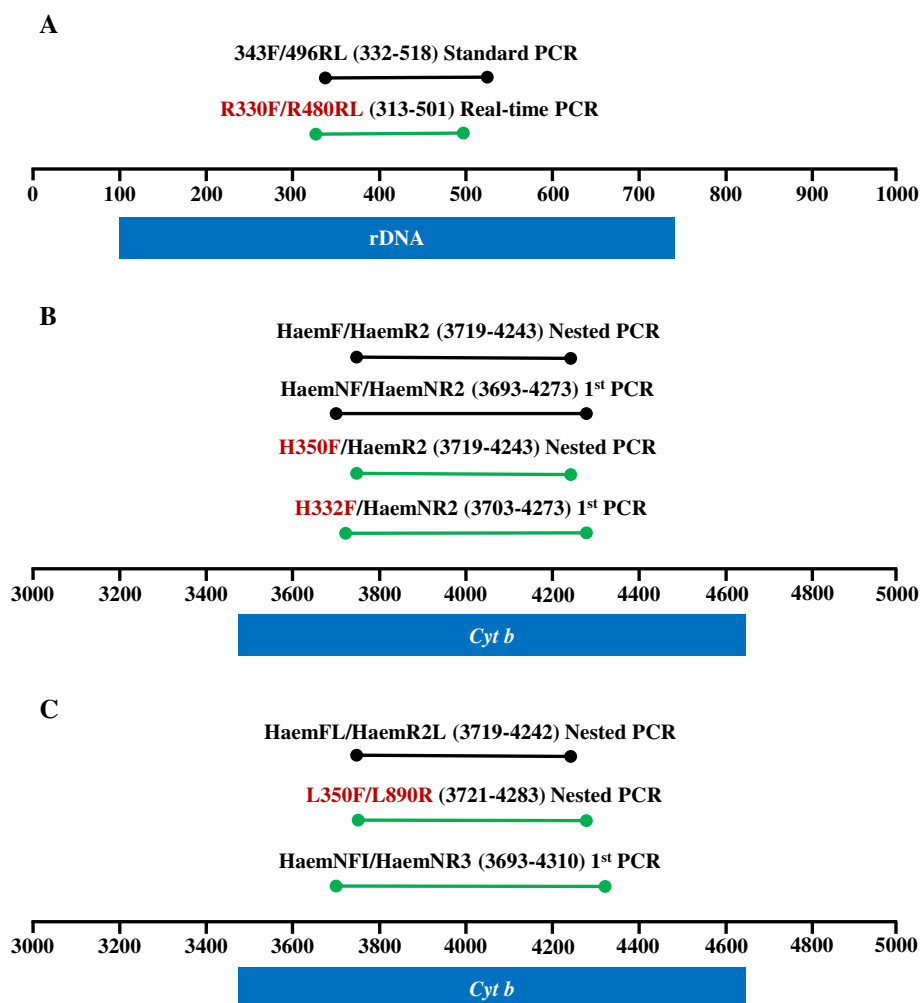 A
343F/496RL (332-518) Standard PCR
R330F/R480RL (313-501) Real-time PCR
0 100 200 300 400 500 600 700 800 900 1000
rDNA
B
HaemF/HaemR2 (3719-4243) Nested PCR
HaemNF/HaemNR2 (3693-4273) 1st PCR
H350F/HaemR2 (3719-4243) Nested PCR
H332F/HaemNR2 (3703-4273) 1st PCR
3000 3200 3400 3600 3800 4000 4200 4400 4600 4800 5000
Cyt b
C
HaemFL/HaemR2L (3719-4242) Nested PCR
L350F/L890R (3721-4283) Nested PCR
HaemNFI/HaemNR3 (3693-4310) 1st PCR
3000 3200 3400 3600 3800 4000 4200 4400 4600 4800 5000
Cyt b